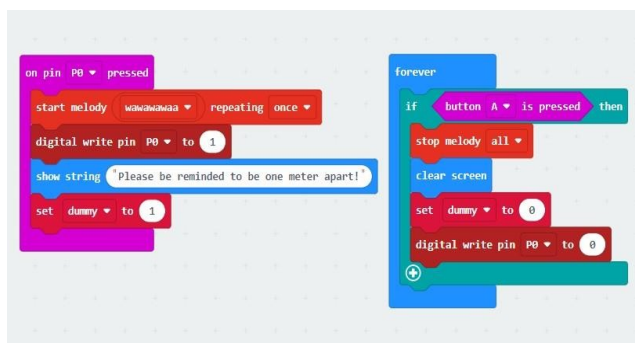 on pin P0 pressed
start melody wawawawaa repeating once
digital write pin P0 to 1
show string "Please be reminded to be one meter apart!"
set dummy to 1
forever
if button A is pressed then
stop melody all
clear screen
set dummy to 0
digital write pin P0 to 0